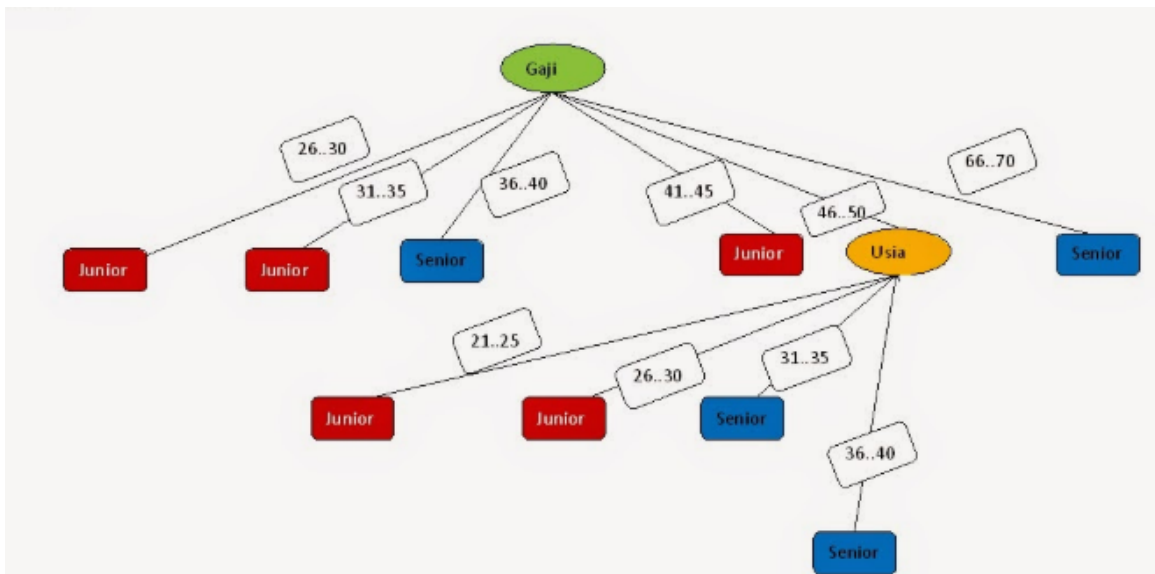 Gaji
26..30
31..35
36..40
41..45
46..50
66..70
Junior
Junior
Senior
Junior
Usia
Senior
21..25
26..30
31..35
36..40
Junior
Junior
Senior
Senior